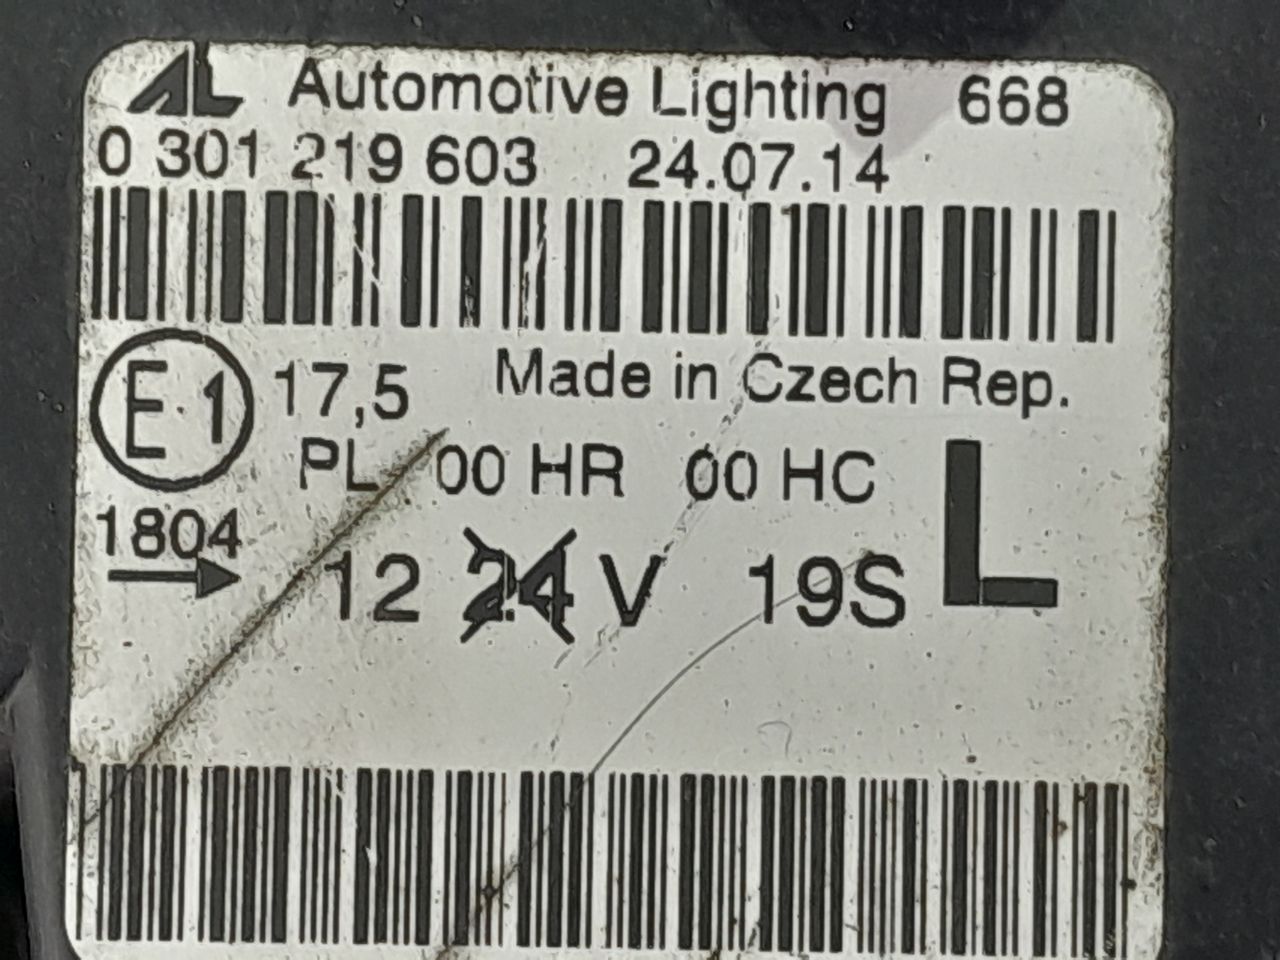 AL Automotive Lighting 668
0 301 219 603 24.07.14
E 1 17,5 Made in Czech Rep.
PL 00 HR 00 HC
1804 L
12 24 V 19S